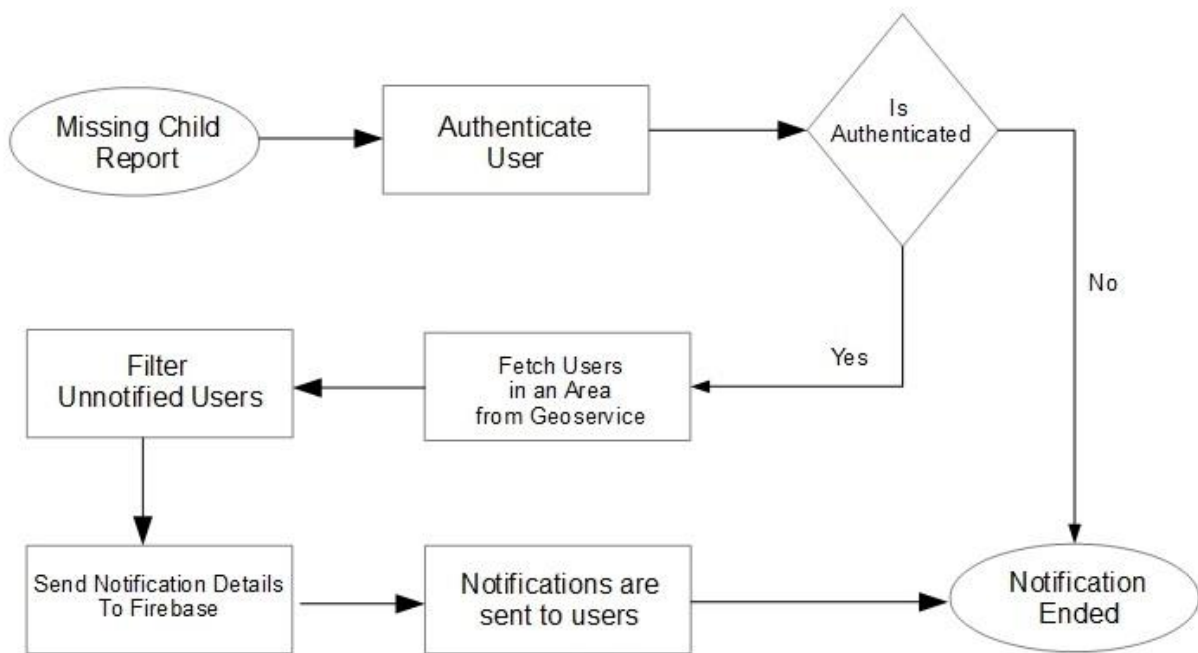 Missing Child
Report
Authenticate
User
Is
Authenticated
No
Yes
Fetch Users
in an Area
from Geoservice
Filter
Unnotified Users
Send Notification Details
To Firebase
Notifications are
sent to users
Notification
Ended